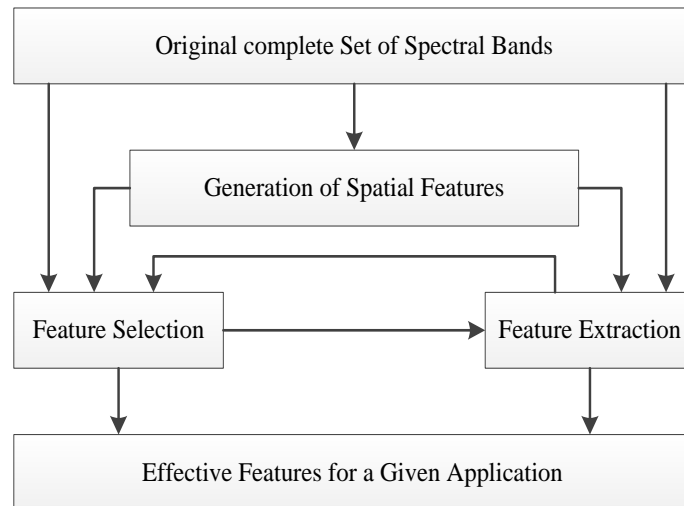 Original complete Set of Spectral Bands
Generation of Spatial Features
Feature Selection
Feature Extraction
Effective Features for a Given Application